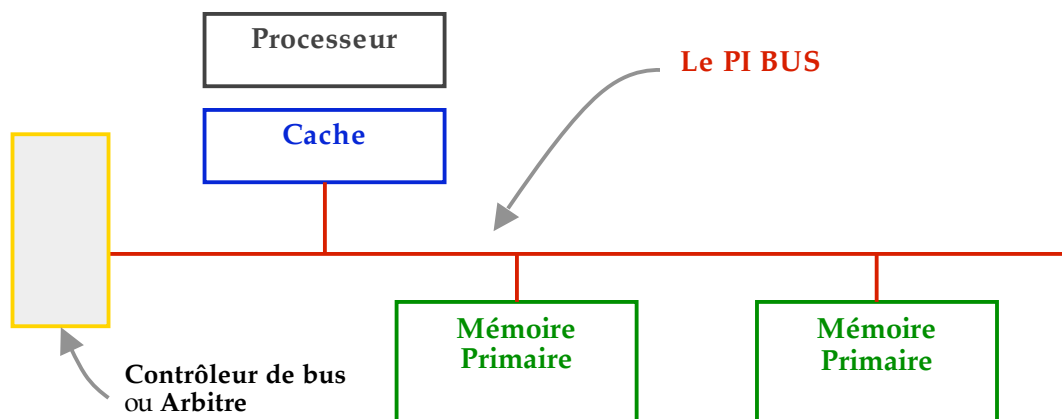 Processeur
Le PI BUS
Cache
Mémoire
Primaire
Mémoire
Primaire
Contrôleur de bus
ou Arbitre